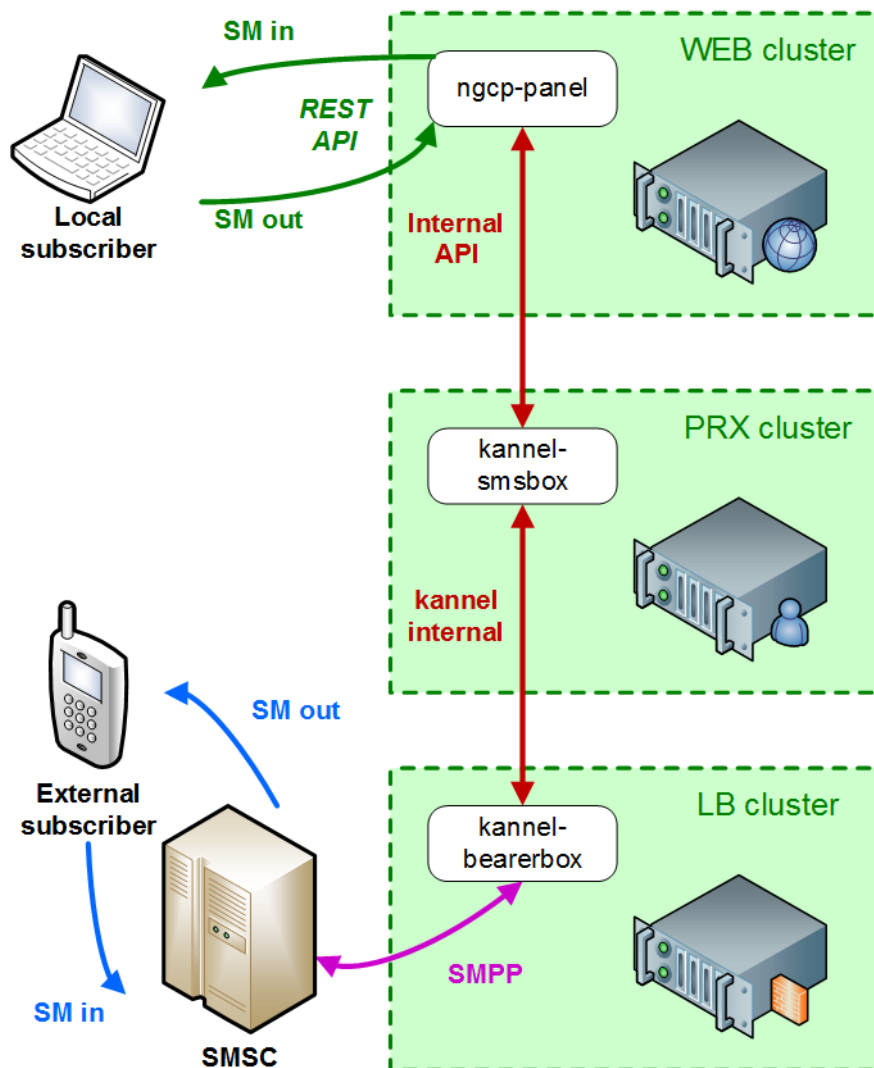 SM in
WEB cluster
ngcp-panel
REST
API
Local
subscriber
SM out
Internal
API
PRX cluster
kannel-
smsbox
kannel
internal
SM out
External
subscriber
LB cluster
kannel-
bearerbox
SMPP
SM in
SMSC